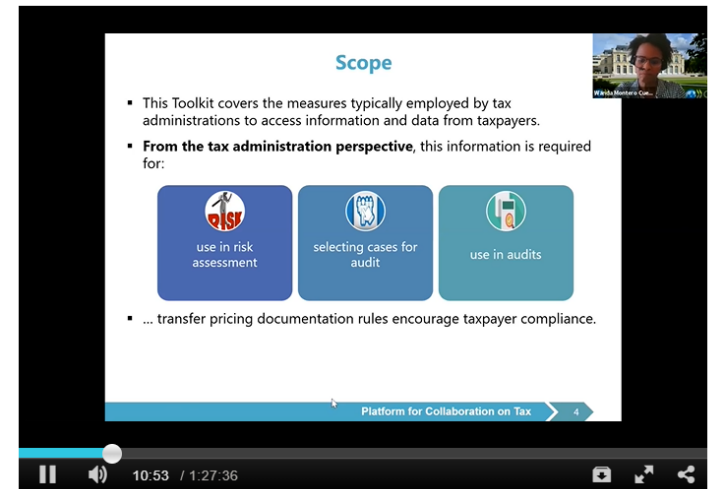 Scope
Wanda Montero Cue...
▪ This Toolkit covers the measures typically employed by tax
administrations to access information and data from taxpayers.
▪ From the tax administration perspective, this information is required
for:
RISK
use in risk
assessment
selecting cases for
audit
use in audits
▪ ... transfer pricing documentation rules encourage taxpayer compliance.
Platform for Collaboration on Tax
4
10:53 / 1:27:36